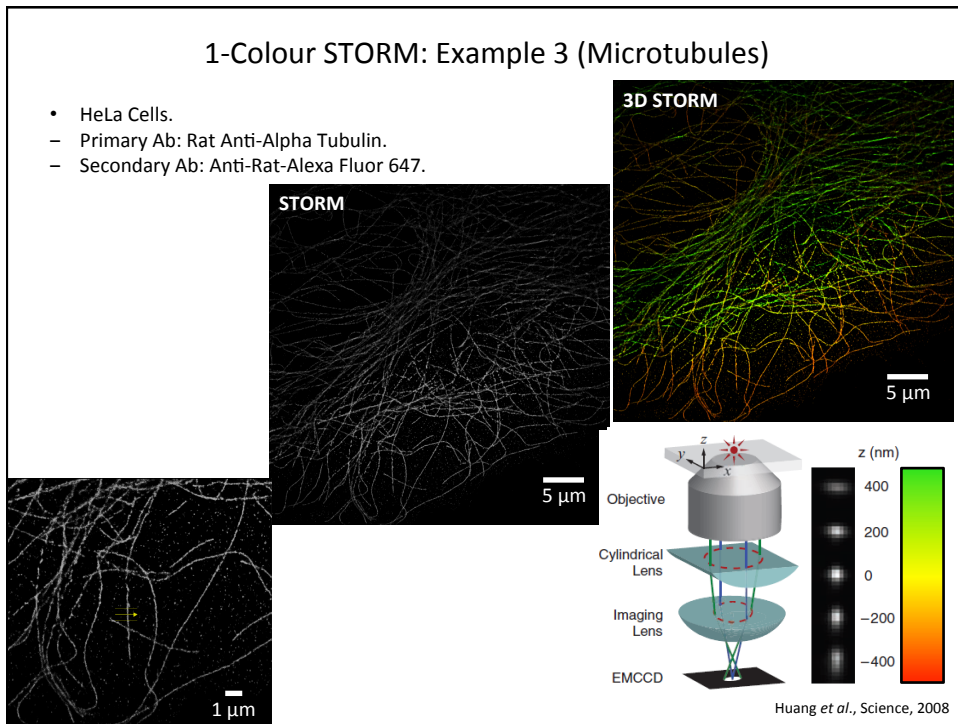 1-Colour STORM: Example 3 (Microtubules)
• HeLa Cells.
– Primary Ab: Rat Anti-Alpha Tubulin.
– Secondary Ab: Anti-Rat-Alexa Fluor 647.
3D STORM
5 μm
STORM
5 μm
1 μm
z
y
x
Objective
Cylindrical
Lens
Imaging
Lens
EMCCD
z (nm)
400
200
0
−200
−400
Huang et al., Science, 2008